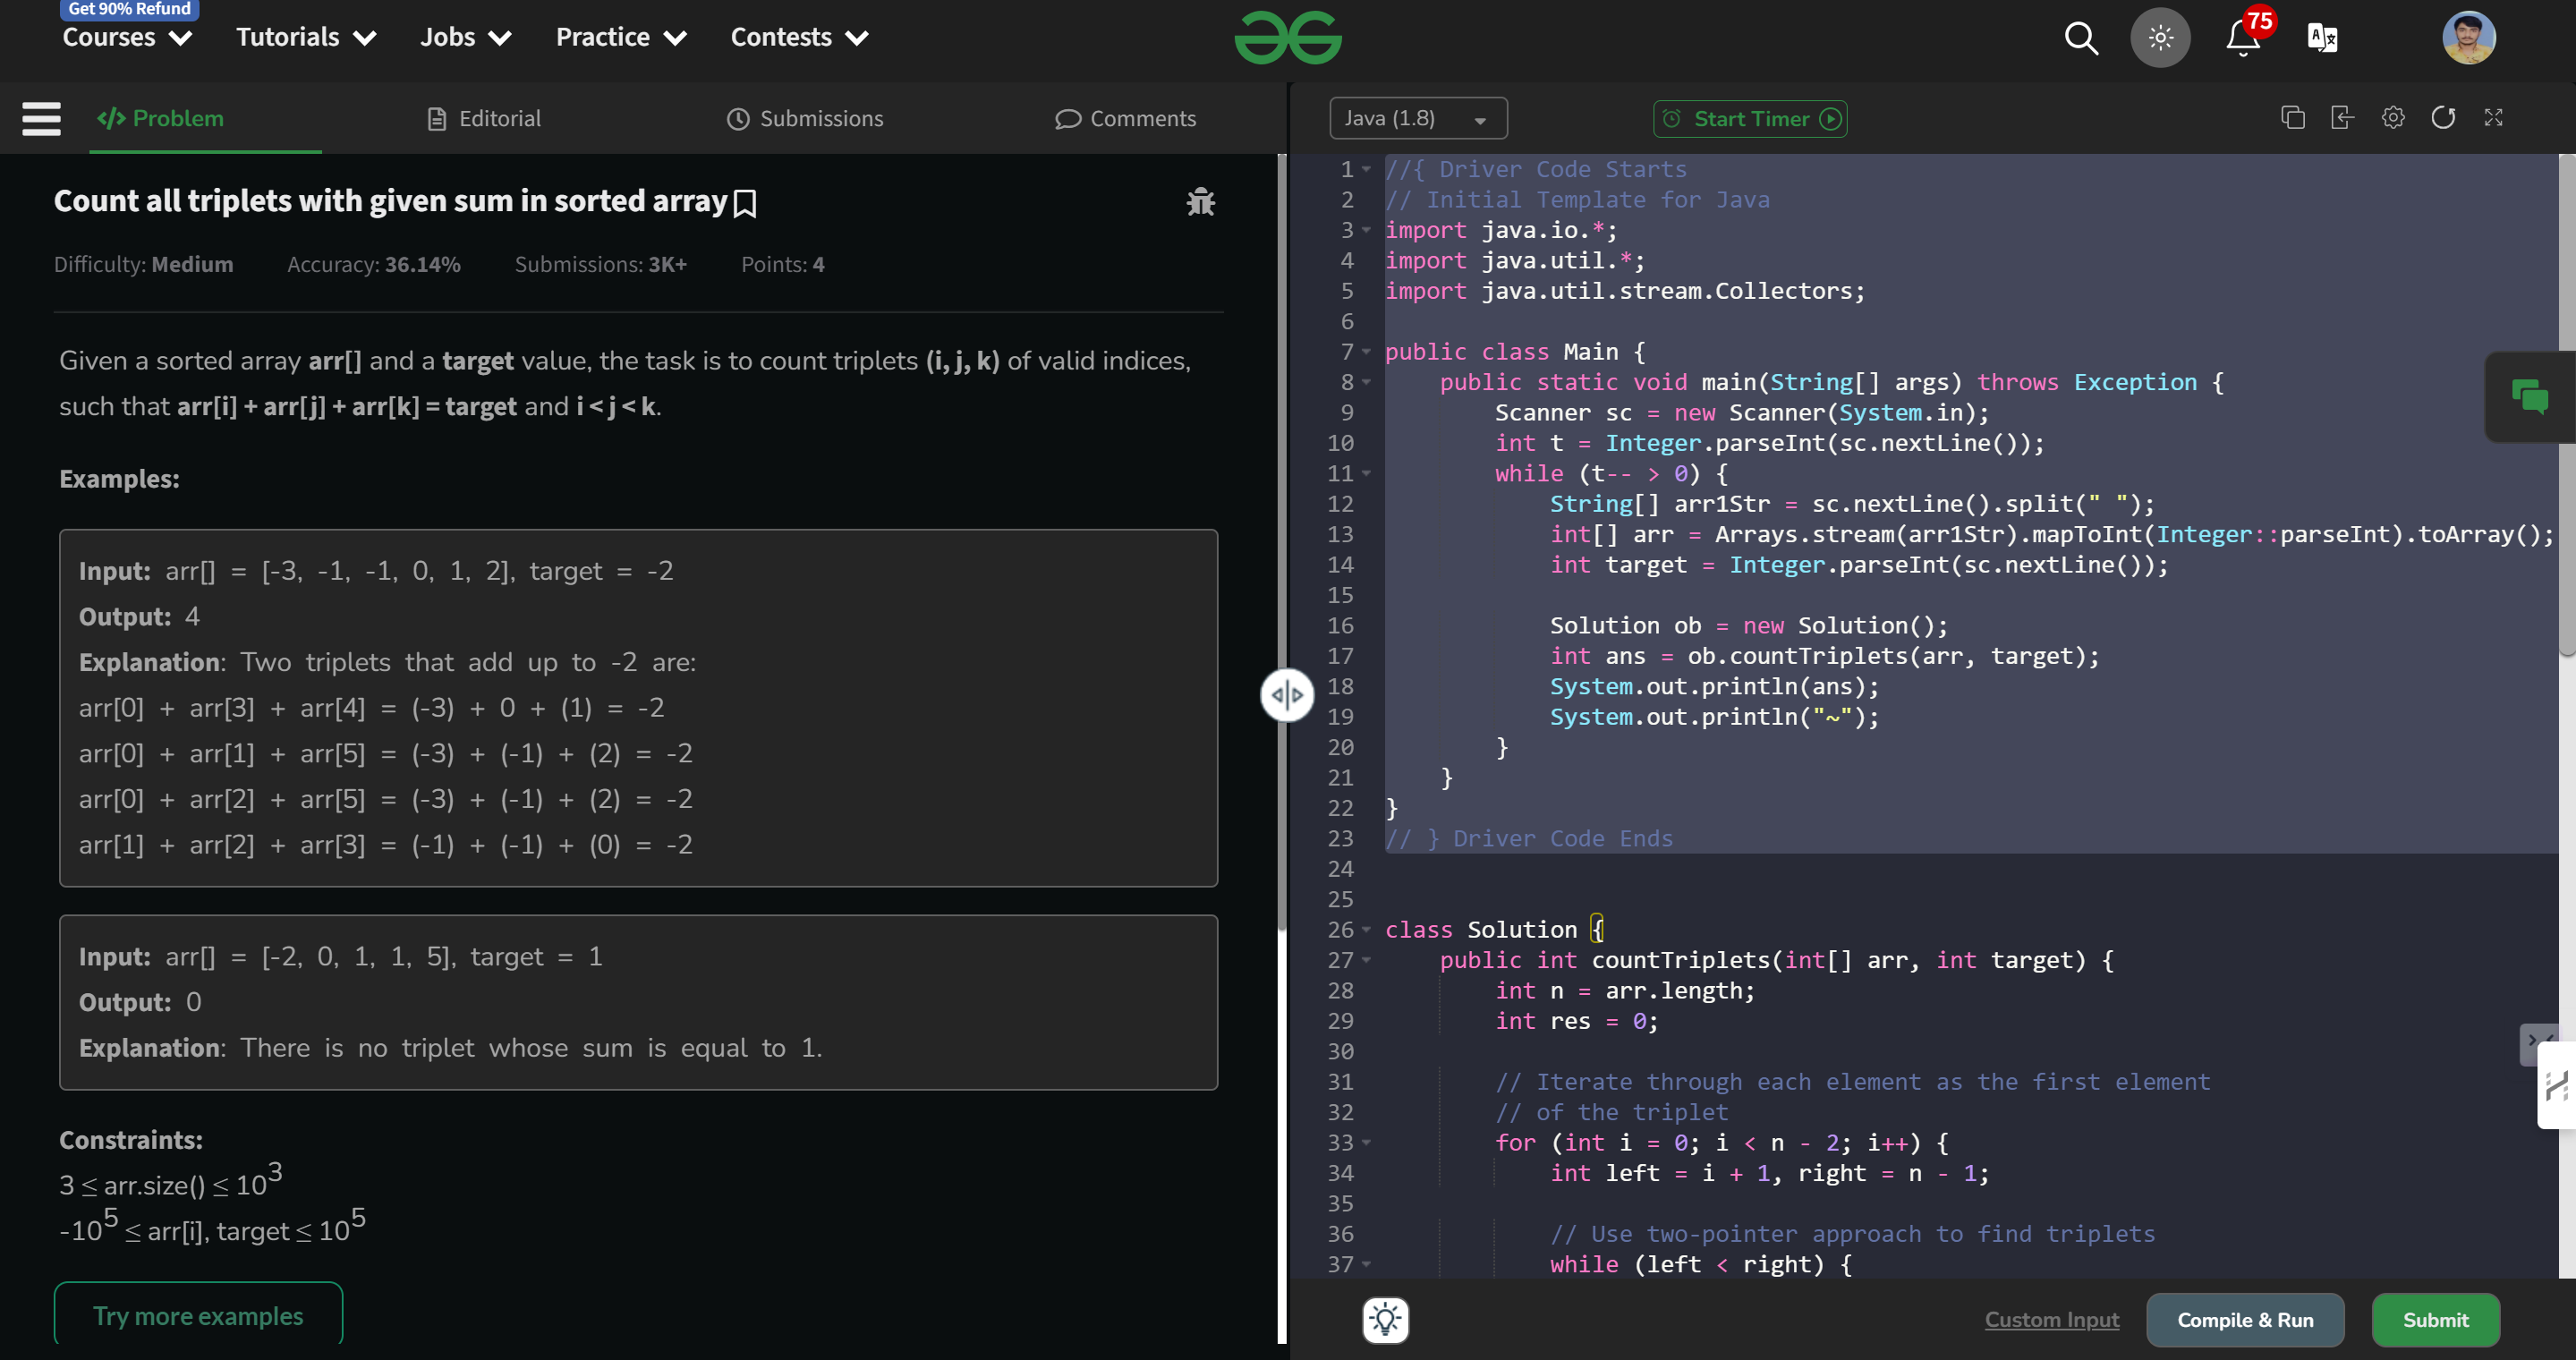 Get 90% Refund
Courses Tutorials Jobs Practice Contests
75
Problem Editorial Submissions Comments
Count all triplets with given sum in sorted array
Difficulty: Medium Accuracy: 36.14% Submissions: 3K+ Points: 4
Given a sorted array arr[] and a target value, the task is to count triplets (i, j, k) of valid indices,
such that arr[i] + arr[j] + arr[k] = target and i < j < k.
Examples:
Input: arr[] = [-3, -1, -1, 0, 1, 2], target = -2
Output: 4
Explanation: Two triplets that add up to -2 are:
arr[0] + arr[3] + arr[4] = (-3) + 0 + (1) = -2
arr[0] + arr[1] + arr[5] = (-3) + (-1) + (2) = -2
arr[0] + arr[2] + arr[5] = (-3) + (-1) + (2) = -2
arr[1] + arr[2] + arr[3] = (-1) + (-1) + (0) = -2
Input: arr[] = [-2, 0, 1, 1, 5], target = 1
Output: 0
Explanation: There is no triplet whose sum is equal to 1.
Constraints:
3 ≤ arr.size() ≤ 10^3
-10^5 ≤ arr[i], target ≤ 10^5
Try more examples
Java (1.8) Start Timer
1 //{ Driver Code Starts
2 // Initial Template for Java
3 import java.io.*;
4 import java.util.*;
5 import java.util.stream.Collectors;
6
7 public class Main {
8 public static void main(String[] args) throws Exception {
9 Scanner sc = new Scanner(System.in);
10 int t = Integer.parseInt(sc.nextLine());
11 while (t-- > 0) {
12 String[] arr1Str = sc.nextLine().split(" ");
13 int[] arr = Arrays.stream(arr1Str).mapToInt(Integer::parseInt).toArray();
14 int target = Integer.parseInt(sc.nextLine());
15
16 Solution ob = new Solution();
17 int ans = ob.countTriplets(arr, target);
18 System.out.println(ans);
19 System.out.println("~");
20 }
21 }
22 }
23 // } Driver Code Ends
24
25
26 class Solution {
27 public int countTriplets(int[] arr, int target) {
28 int n = arr.length;
29 int res = 0;
30
31 // Iterate through each element as the first element
32 // of the triplet
33 for (int i = 0; i < n - 2; i++) {
34 int left = i + 1, right = n - 1;
35
36 // Use two-pointer approach to find triplets
37 while (left < right) {
Custom Input Compile & Run Submit